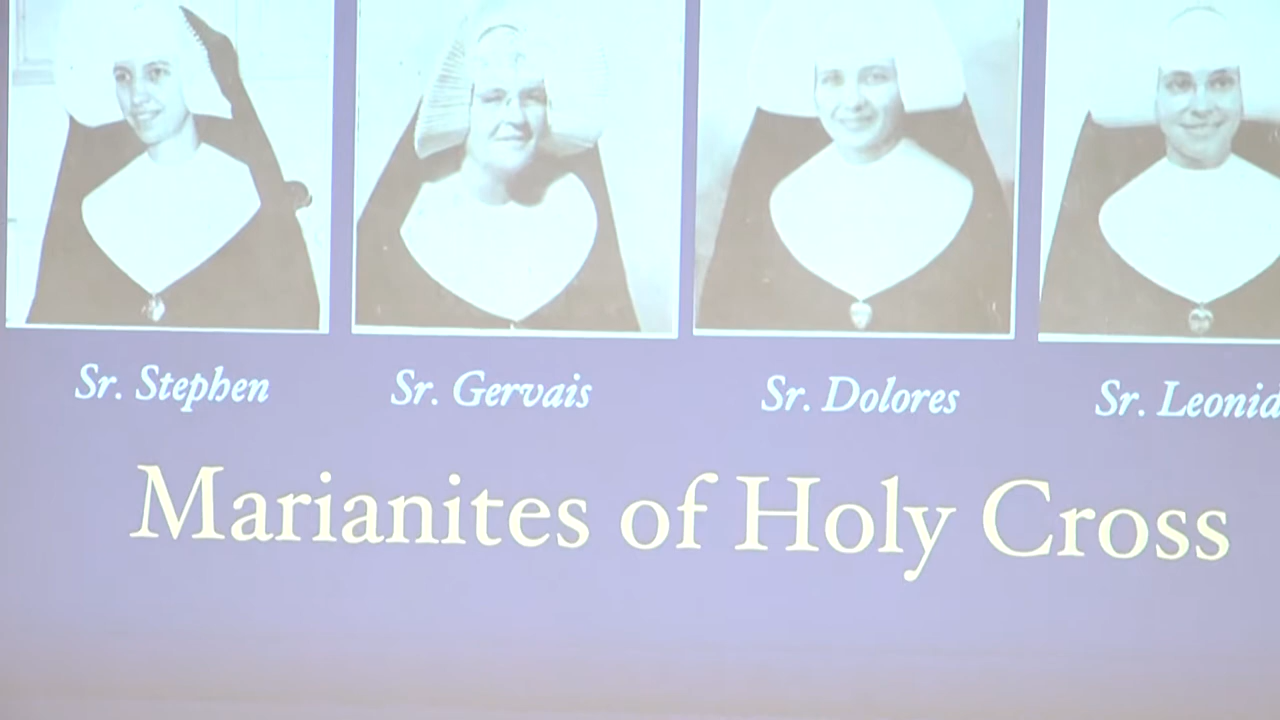 Sr. Stephen Sr. Gervais Sr. Dolores Sr. Leonid
Marianites of Holy Cross